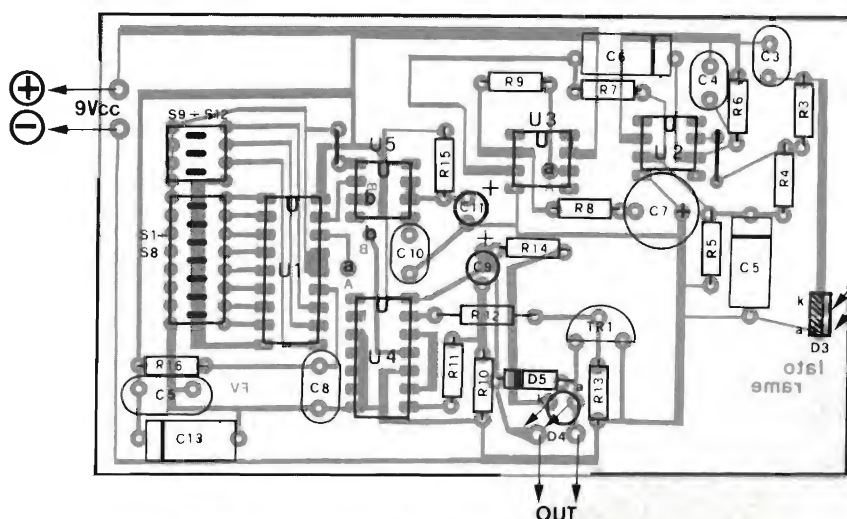 +
−
9Vcc
S9÷S12
S1-
S8
U1
R16
C5
C13
FV
C8
U5
B
b
b
B
a
A
C10
U4
R15
+
C11
+
C9
R14
R12
R11
R10
D5
k
a
D4
OUT
TR1
R13
R9
U3
a
A
R8
C6
R7
U2
C7
+
C4
R6
C3
R3
R4
R5
C5
k
a
D3
lato
rame